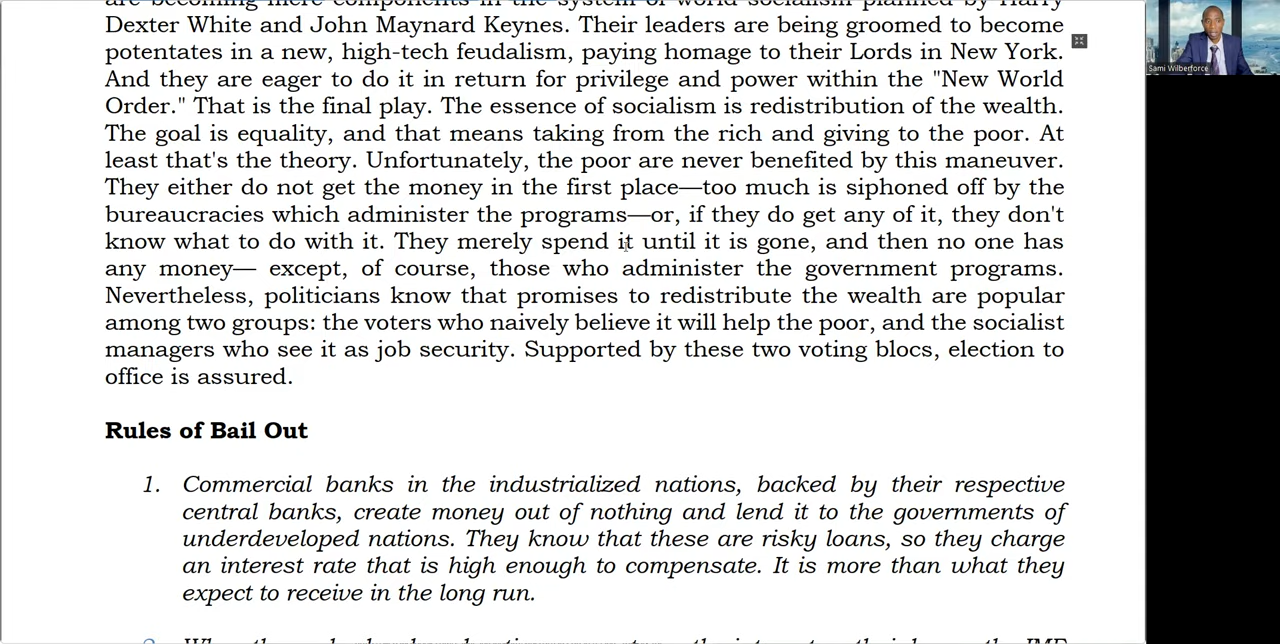 are becoming mere components in the system of world socialism planned by Harry
Dexter White and John Maynard Keynes. Their leaders are being groomed to become
potentates in a new, high-tech feudalism, paying homage to their Lords in New York.
And they are eager to do it in return for privilege and power within the "New World
Order." That is the final play. The essence of socialism is redistribution of the wealth.
The goal is equality, and that means taking from the rich and giving to the poor. At
least that's the theory. Unfortunately, the poor are never benefited by this maneuver.
They either do not get the money in the first place—too much is siphoned off by the
bureaucracies which administer the programs—or, if they do get any of it, they don't
know what to do with it. They merely spend it until it is gone, and then no one has
any money— except, of course, those who administer the government programs.
Nevertheless, politicians know that promises to redistribute the wealth are popular
among two groups: the voters who naively believe it will help the poor, and the socialist
managers who see it as job security. Supported by these two voting blocs, election to
office is assured.
Rules of Bail Out
1. Commercial banks in the industrialized nations, backed by their respective
central banks, create money out of nothing and lend it to the governments of
underdeveloped nations. They know that these are risky loans, so they charge
an interest rate that is high enough to compensate. It is more than what they
expect to receive in the long run.
Sami Wilberforce